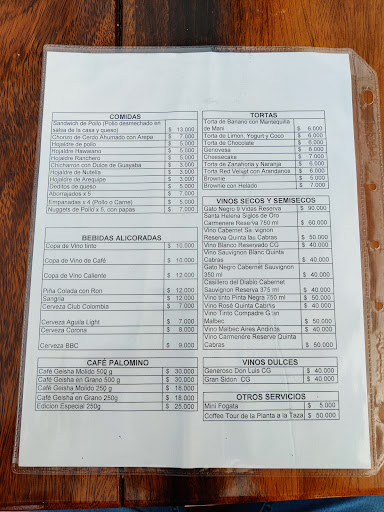 COMIDAS
Sandwich de Pollo (Pollo desmechado en
salsa de la casa y queso) $ 13.000
Chorizo de Cerdo Ahumado con Arepa $ 7.000
Hojaldre de pollo $ 5.000
Hojaldre Hawaiano $ 6.000
Hojaldre Ranchero $ 5.000
Chicharron con Dulce de Guayaba $ 3.000
Hojaldre de Nutella $ 3.000
Hojaldre de Arequipe $ 3.000
Deditos de queso $ 5.000
Aborrajados x 5 $ 7.000
Empanadas x 4 (Pollo o Carne) $ 5.000
Nuggets de Pollo x 5, con papas $ 7.000
BEBIDAS ALICORADAS
Copa de Vino tinto $ 10.000
Copa de Vino de Café $ 10.000
Copa de Vino Caliente $ 12.000
Piña Colada con Ron $ 12.000
Sangria $ 12.000
Cerveza Club Colombia $ 7.000
Cerveza Aguila Light $ 7.000
Cerveza Corona $ 8.000
Cerveza BBC $ 9.000
CAFÉ PALOMINO
Café Geisha Molido 500 g $ 30.000
Café Geisha en Grano 500 g $ 30.000
Café Geisha Molido 250 g $ 18.000
Café Geisha en Grano 250g $ 18.000
Edicion Especial 250g $ 25.000
TORTAS
Torta de Banano con Mantequilla
de Mani $ 6.000
Torta de Limon, Yogurt y Coco $ 6.000
Torta de Chocolate $ 6.000
Genovesa $ 6.000
Cheesecake $ 7.000
Torta de Zanahoria y Naranja $ 6.000
Torta Red Velvet con Arandanos $ 6.000
Brownie $ 5.000
Brownie con Helado $ 7.000
VINOS SECOS Y SEMISECOS
Gato Negro 9 Vidas Reserva $ 90.000
Santa Helena Siglos de Oro
Carmenere Reserva 750 ml $ 60.000
Vino Cabernet Sauvignon
Reserva Quinta las Cabras $ 50.000
Vino Blanco Reservado CG $ 40.000
Vino Sauvignon Blanc Quinta
Cabras $ 40.000
Gato Negro Cabernet Sauvignon
350 ml $ 40.000
Casillero del Diablo Cabernet
Sauvignon Reserva 375 ml $ 40.000
Vino tinto Pinta Negra 750 ml $ 50.000
Vino Rosé Quinta Cabras $ 40.000
Vino Tinto Compadre Gran
Malbec $ 50.000
Vino Malbec Aires Andinos $ 40.000
Vino Carmenére Reserve Quinta
Cabras $ 50.000
VINOS DULCES
Generoso Don Luis CG $ 40.000
Gran Sidon CG $ 40.000
OTROS SERVICIOS
Mini Fogata $ 5.000
Coffee Tour de la Planta a la Taza $ 50.000